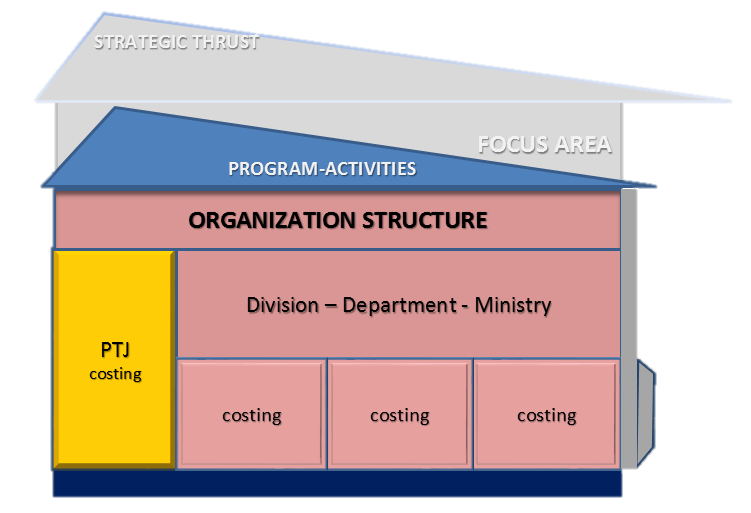 STRATEGIC THRUST
FOCUS AREA
PROGRAM-ACTIVITIES
ORGANIZATION STRUCTURE
Division – Department - Ministry
PTJ
costing
costing
costing
costing